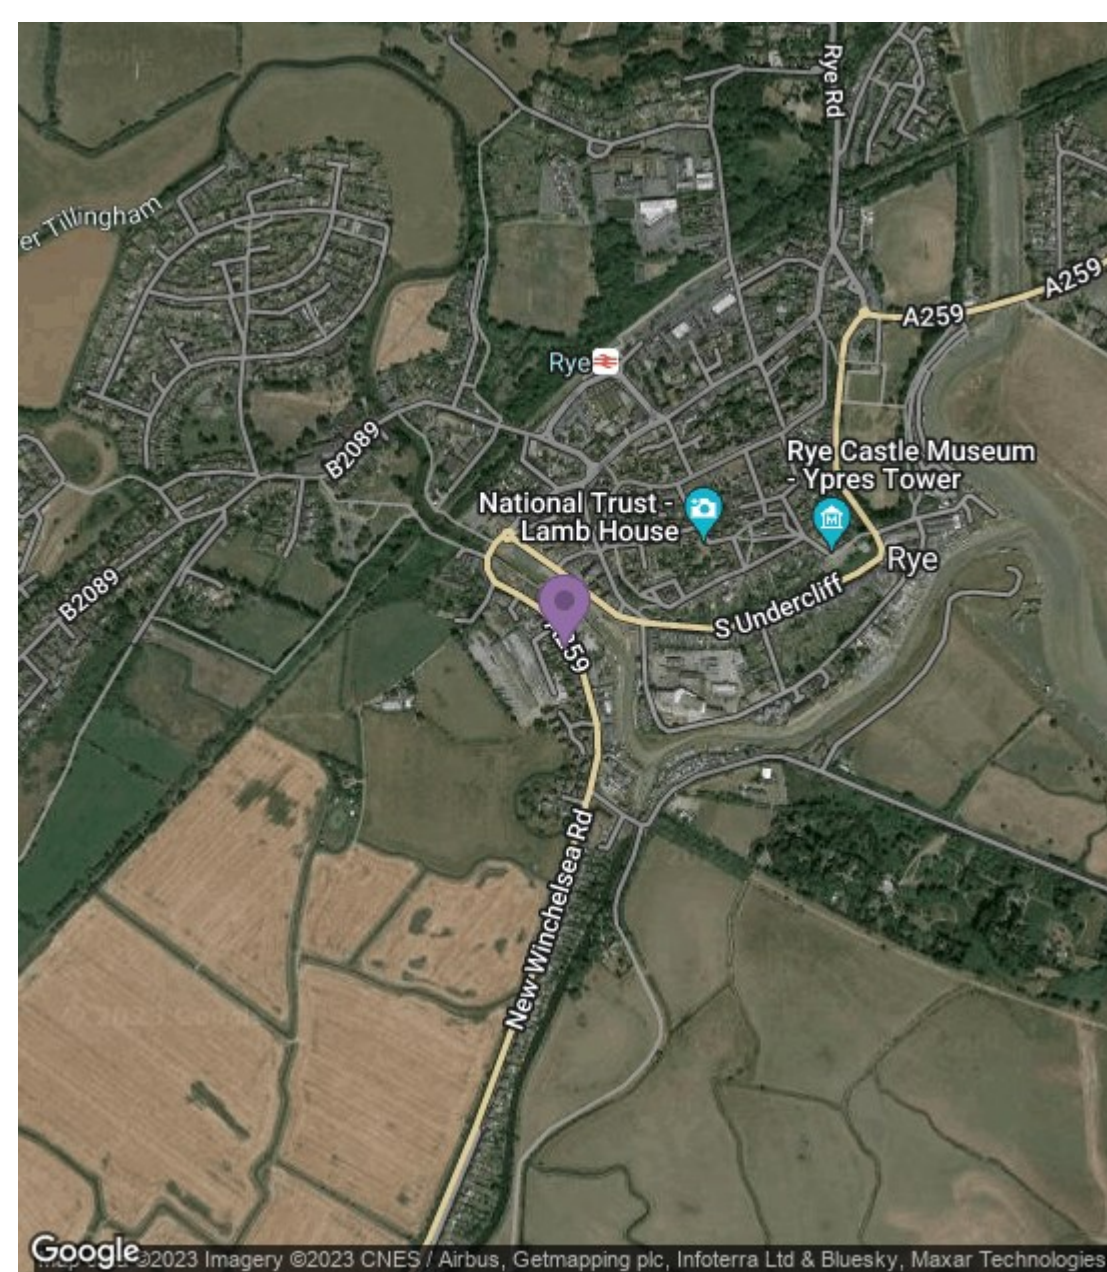 Rye Rd
er Tillingham
A259
A259
Rye
B2089
Rye Castle Museum
- Ypres Tower
National Trust -
Lamb House
Rye
B2089
S Undercliff
A259
New Winchelsea Rd
Google
©2023 Imagery ©2023 CNES / Airbus, Getmapping plc, Infoterra Ltd & Bluesky, Maxar Technologies